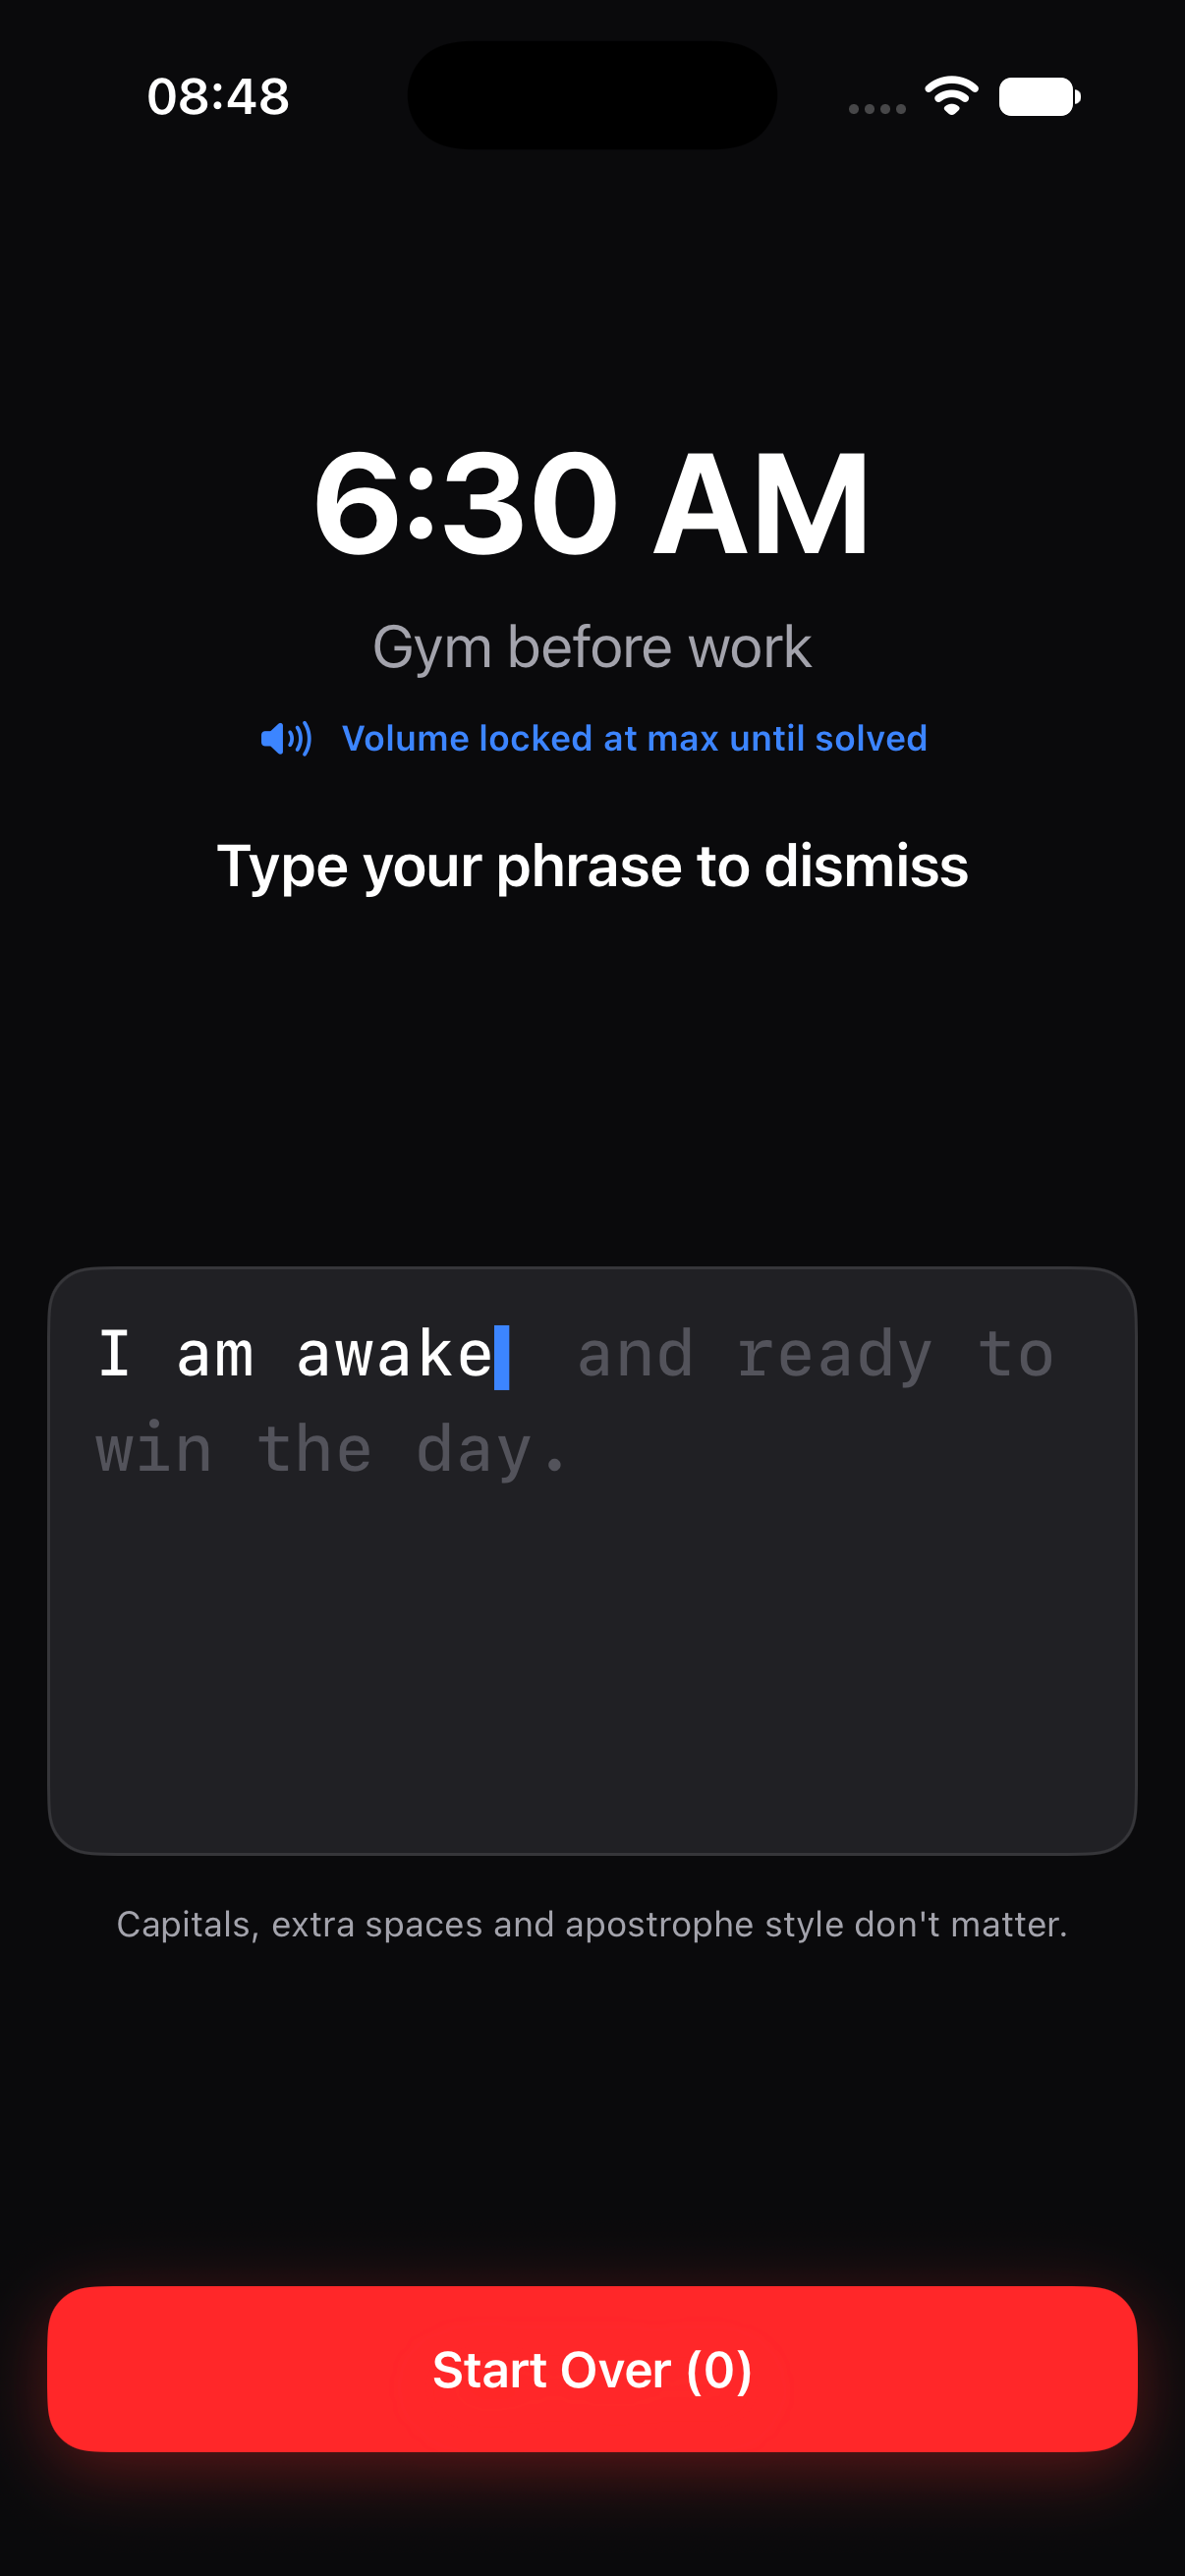 08:48
6:30 AM
Gym before work
Volume locked at max until solved
Type your phrase to dismiss
I am awake and ready to
win the day.
Capitals, extra spaces and apostrophe style don't matter.
Start Over (0)